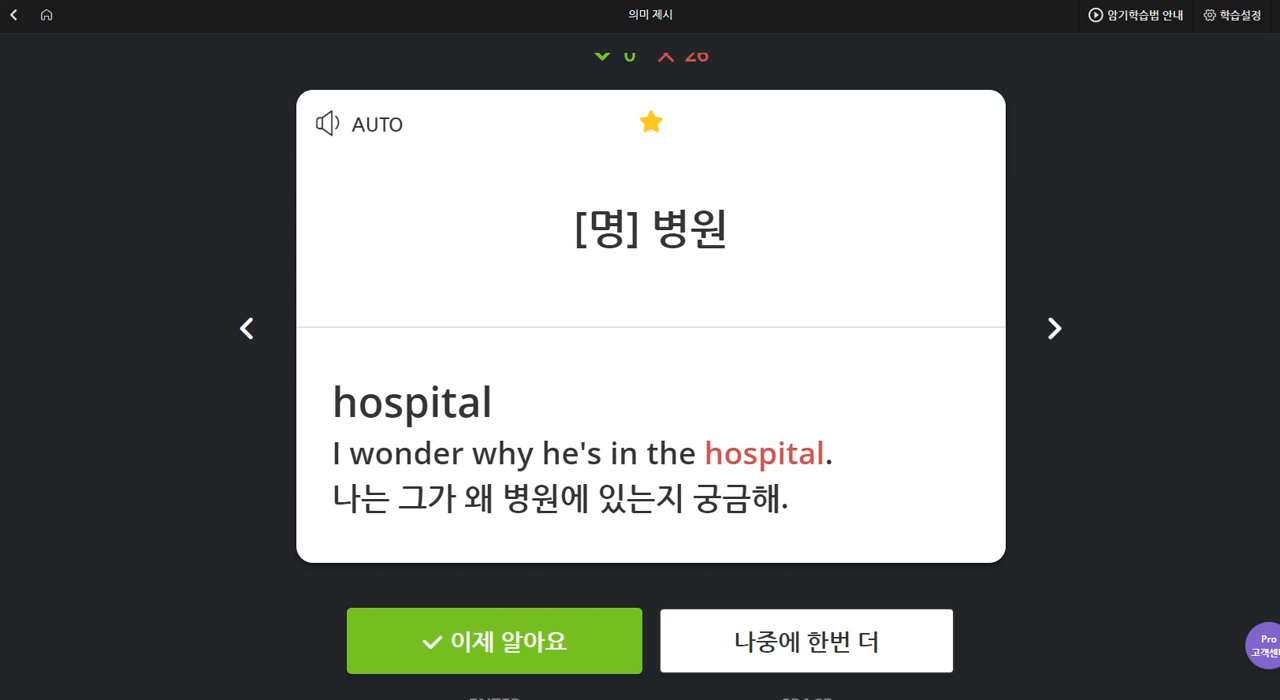 의미 제시
암기학습법 안내
학습설정
0 26
AUTO
[명] 병원
hospital
I wonder why he's in the hospital.
나는 그가 왜 병원에 있는지 궁금해.
이제 알아요
나중에 한번 더
Pro